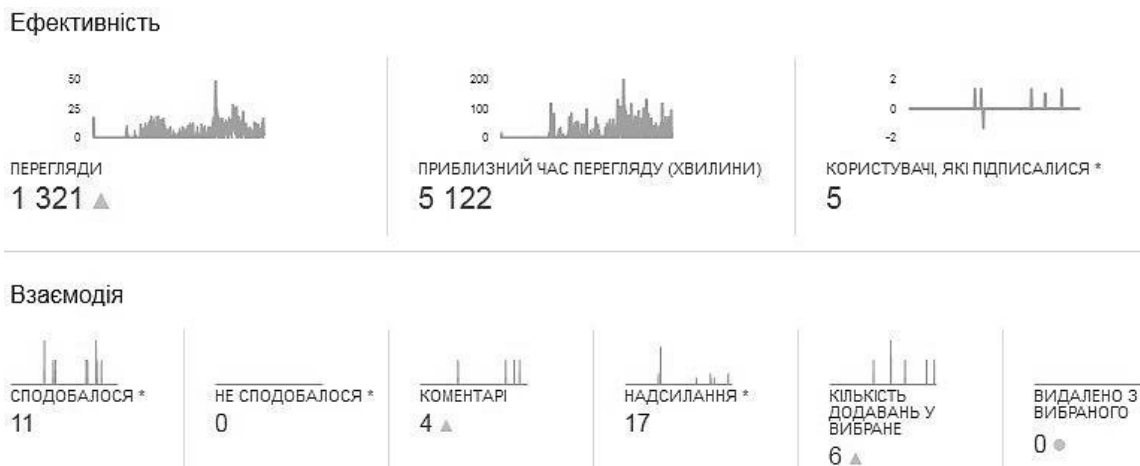 Ефективність
50
25
0
ПЕРЕГЛЯДИ
1 321
200
100
0
ПРИБЛИЗНИЙ ЧАС ПЕРЕГЛЯДУ (ХВИЛИНИ)
5 122
2
0
-2
КОРИСТУВАЧІ, ЯКІ ПІДПИСАЛИСЯ *
5
Взаємодія
СПОДОБАЛОСЯ *
11
НЕ СПОДОБАЛОСЯ *
0
КОМЕНТАРІ
4
НАДСИЛАННЯ *
17
КІЛЬКІСТЬ
ДОДАВАНЬ У
ВИБРАНЕ
6
ВИДАЛЕНО З
ВИБРАНОГО
0